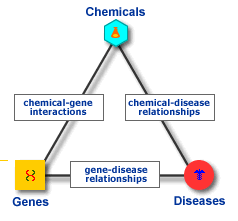 Chemicals
chemical-gene
interactions
chemical-disease
relationships
gene-disease
relationships
Genes
Diseases